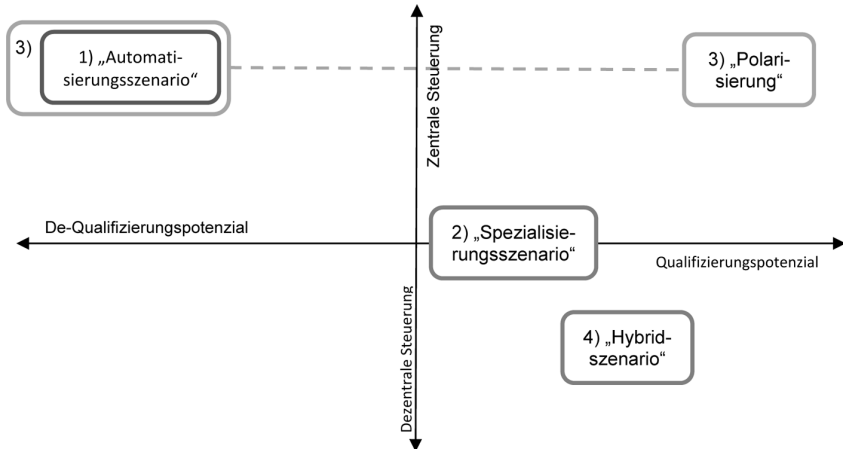 3)
1) „Automati-
sierungsszenario“
3) „Polari-
sierung“
Zentrale Steuerung
De-Qualifizierungspotenzial
2) „Spezialisie-
rungsszenario“
Qualifizierungspotenzial
Dezentrale Steuerung
4) „Hybrid-
szenario“